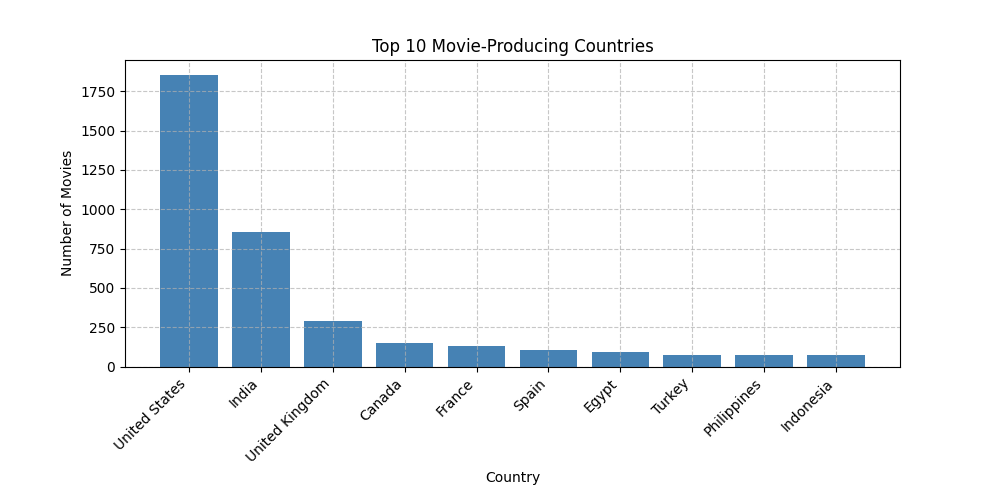 Top 10 Movie-Producing Countries
Number of Movies
1750
1500
1250
1000
750
500
250
0
United States
India
United Kingdom
Canada
France
Spain
Egypt
Turkey
Philippines
Indonesia
Country